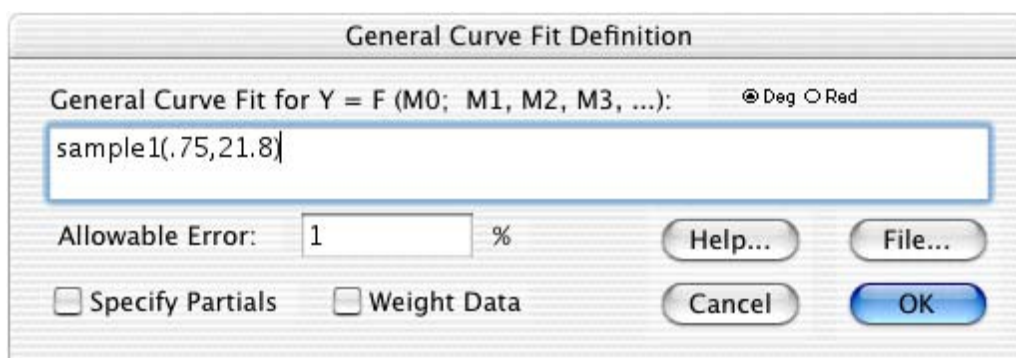 General Curve Fit Definition
General Curve Fit for Y = F (M0; M1, M2, M3, ...): Deg Rad
sample1(.75,21.8)
Allowable Error: 1 % Help... File...
Specify Partials Weight Data Cancel OK